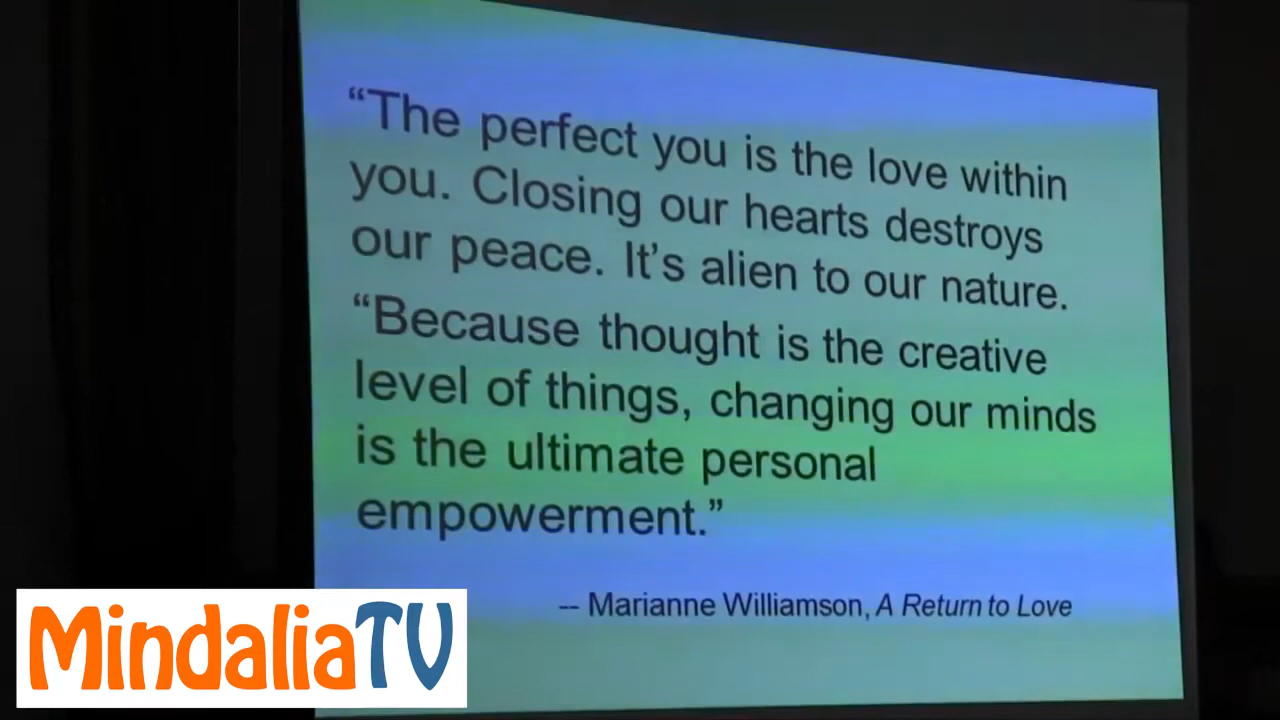 “The perfect you is the love within
you. Closing our hearts destroys
our peace. It’s alien to our nature.
“Because thought is the creative
level of things, changing our minds
is the ultimate personal
empowerment.”
-- Marianne Williamson, A Return to Love
MindaliaTV